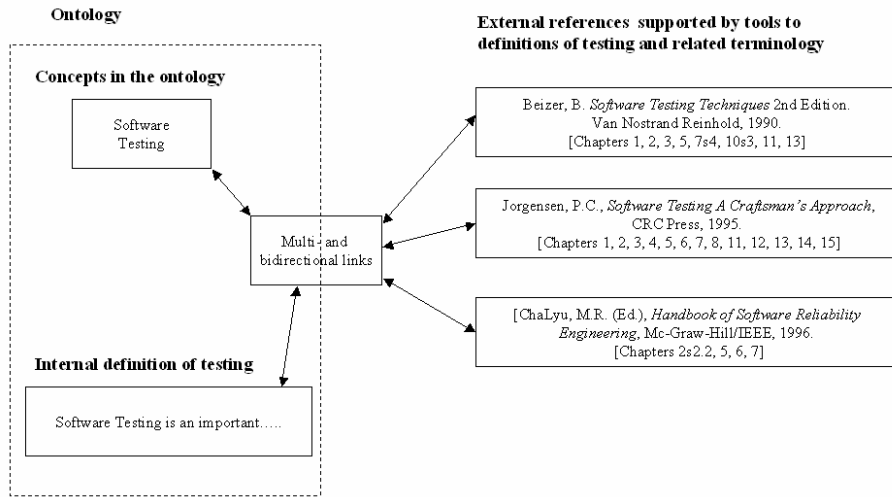 Ontology
Concepts in the ontology
Software
Testing
Multi- and
bidirectional links
Internal definition of testing
Software Testing is an important…..
External references supported by tools to
definitions of testing and related terminology
Beizer, B. Software Testing Techniques 2nd Edition.
Van Nostrand Reinhold, 1990.
[Chapters 1, 2, 3, 5, 7s4, 10s3, 11, 13]
Jorgensen, P.C., Software Testing A Craftsman's Approach,
CRC Press, 1995.
[Chapters 1, 2, 3, 4, 5, 6, 7, 8, 11, 12, 13, 14, 15]
[ChaLyu, M.R. (Ed.), Handbook of Software Reliability
Engineering, Mc-Graw-Hill/IEEE, 1996.
[Chapters 2s2.2, 5, 6, 7]